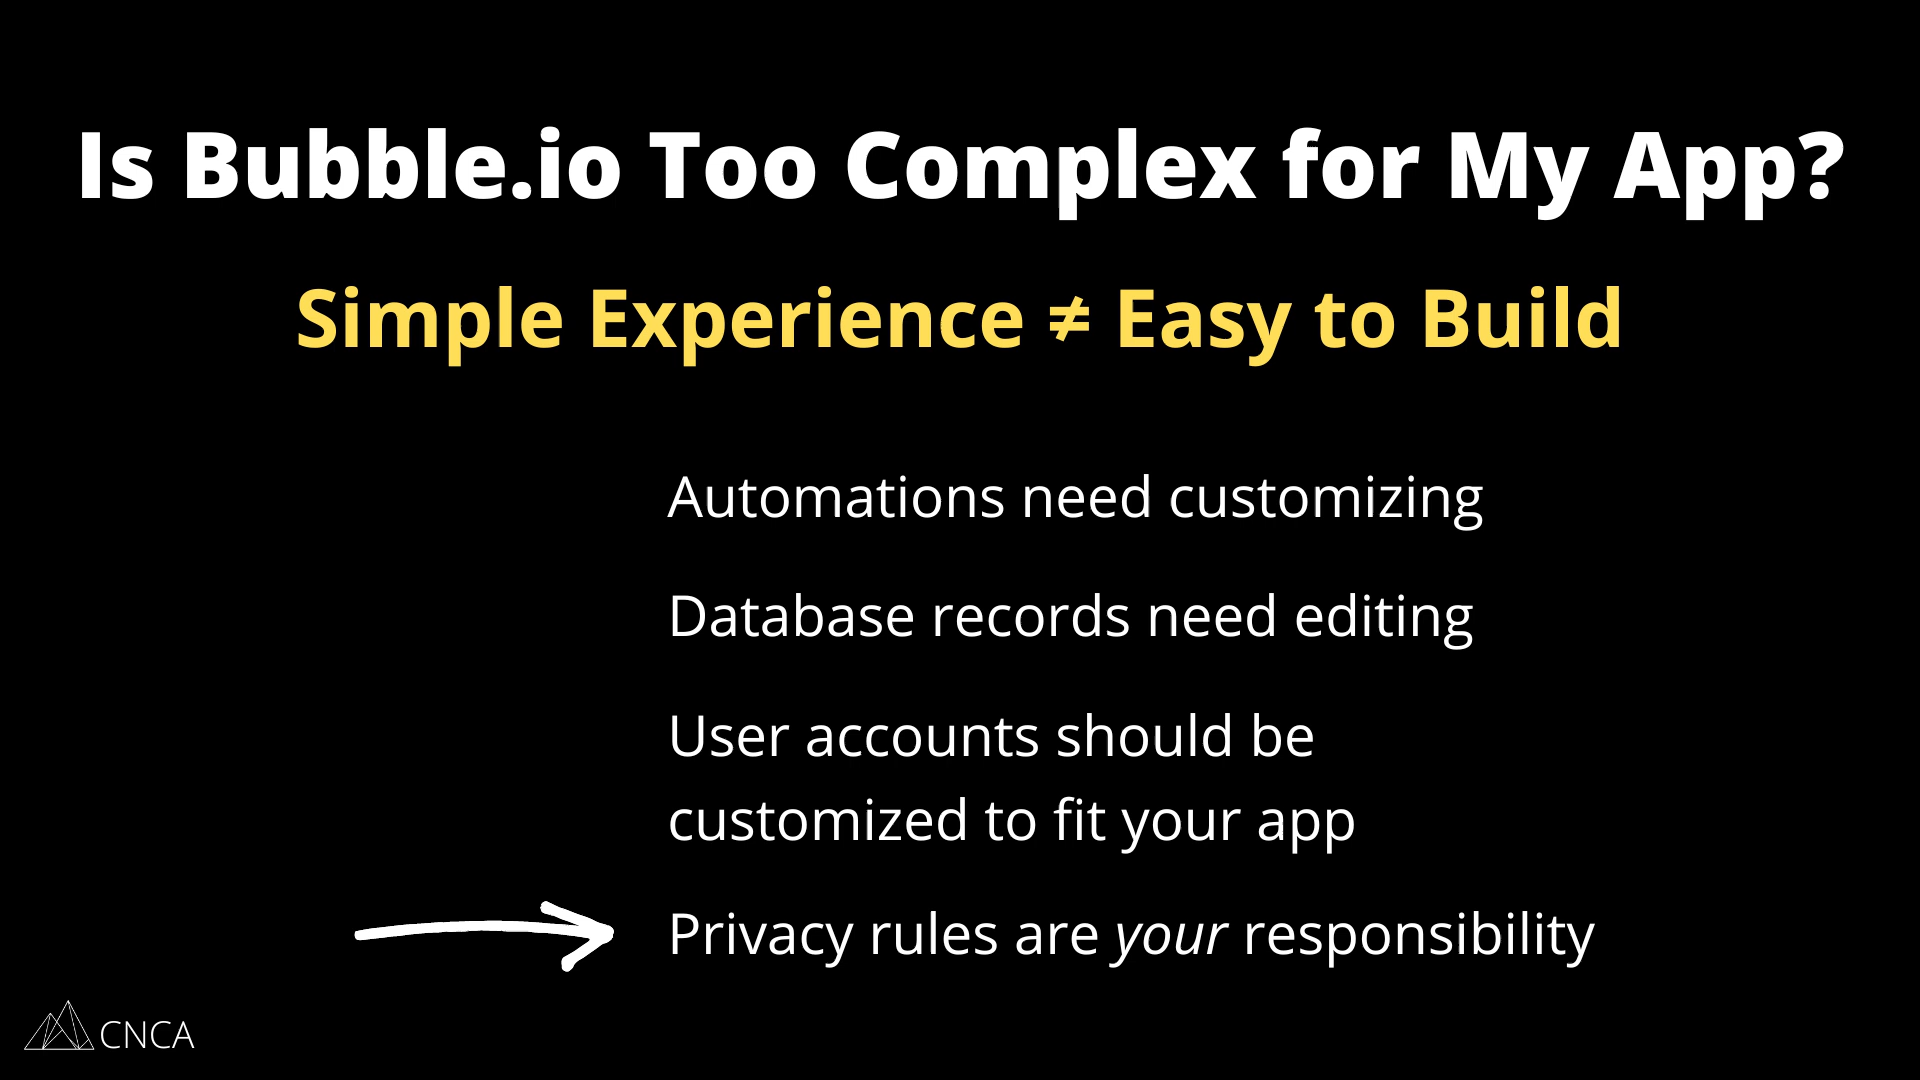 Is Bubble.io Too Complex for My App?
Simple Experience ≠ Easy to Build
Automations need customizing
Database records need editing
User accounts should be
customized to fit your app
Privacy rules are your responsibility
CNCA